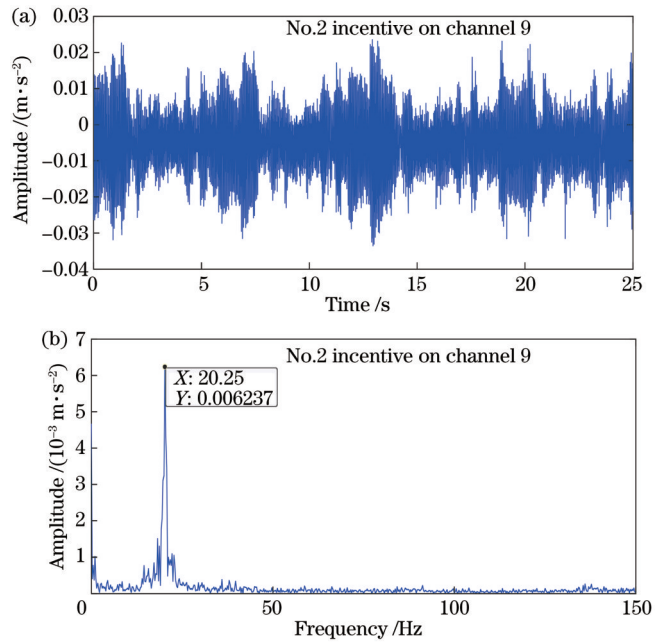 (a)
No.2 incentive on channel 9
Amplitude /(m·s⁻²)
0.03
0.02
0.01
0
−0.01
−0.02
−0.03
−0.04
0 5 10 15 20 25
Time /s
(b)
No.2 incentive on channel 9
Amplitude /(10⁻³ m·s⁻²)
7
6
5
4
3
2
1
X: 20.25
Y: 0.006237
0 50 100 150
Frequency /Hz